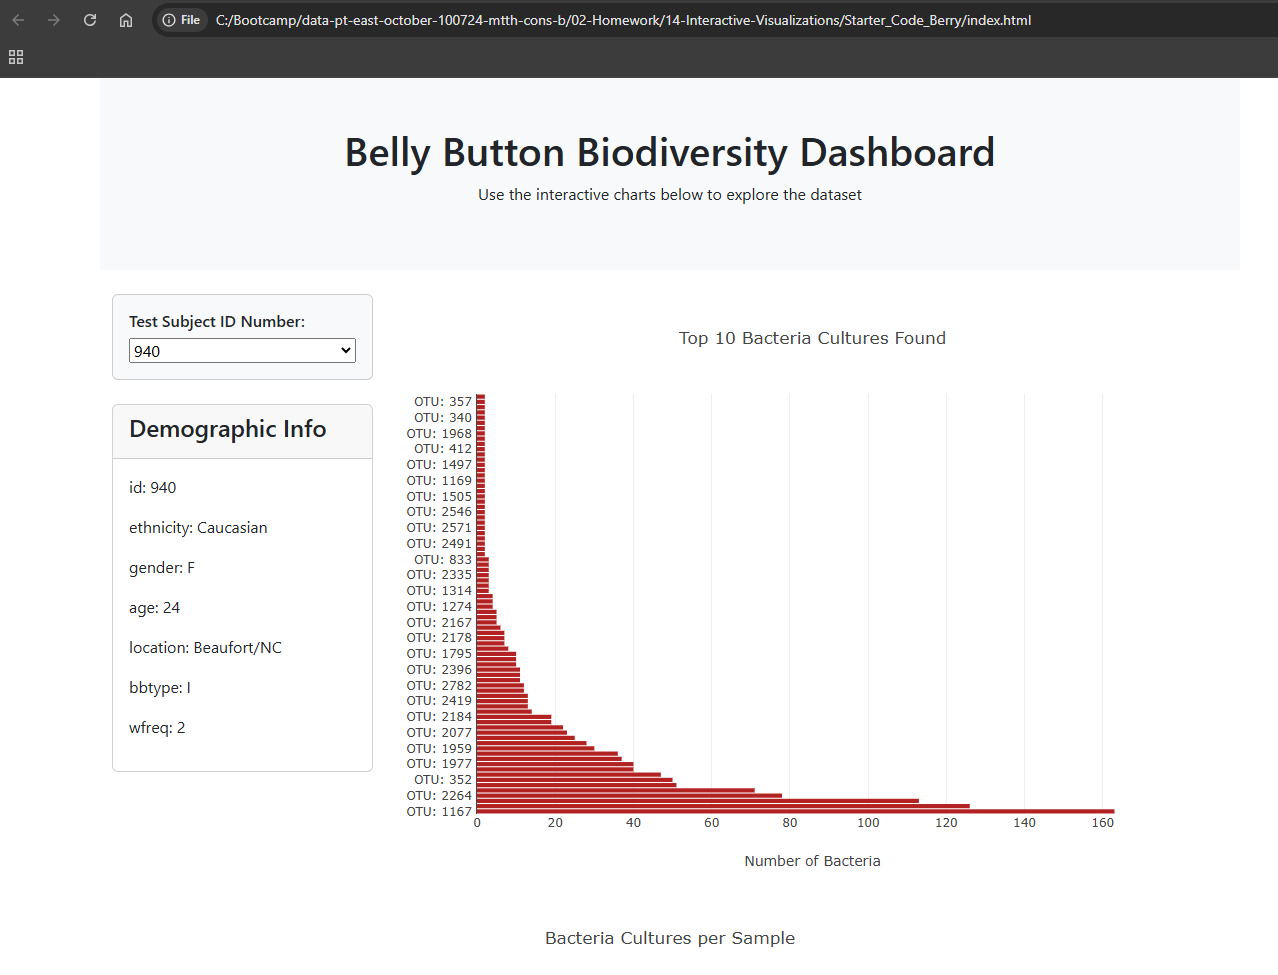 File C:/Bootcamp/data-pt-east-october-100724-mtth-cons-b/02-Homework/14-Interactive-Visualizations/Starter_Code_Berry/index.html
Belly Button Biodiversity Dashboard
Use the interactive charts below to explore the dataset
Test Subject ID Number:
940
Demographic Info
id: 940
ethnicity: Caucasian
gender: F
age: 24
location: Beaufort/NC
bbtype: I
wfreq: 2
Top 10 Bacteria Cultures Found
OTU: 357
OTU: 340
OTU: 1968
OTU: 412
OTU: 1497
OTU: 1169
OTU: 1505
OTU: 2546
OTU: 2571
OTU: 2491
OTU: 833
OTU: 2335
OTU: 1314
OTU: 1274
OTU: 2167
OTU: 2178
OTU: 1795
OTU: 2396
OTU: 2782
OTU: 2419
OTU: 2184
OTU: 2077
OTU: 1959
OTU: 1977
OTU: 352
OTU: 2264
OTU: 1167
0 20 40 60 80 100 120 140 160
Number of Bacteria
Bacteria Cultures per Sample